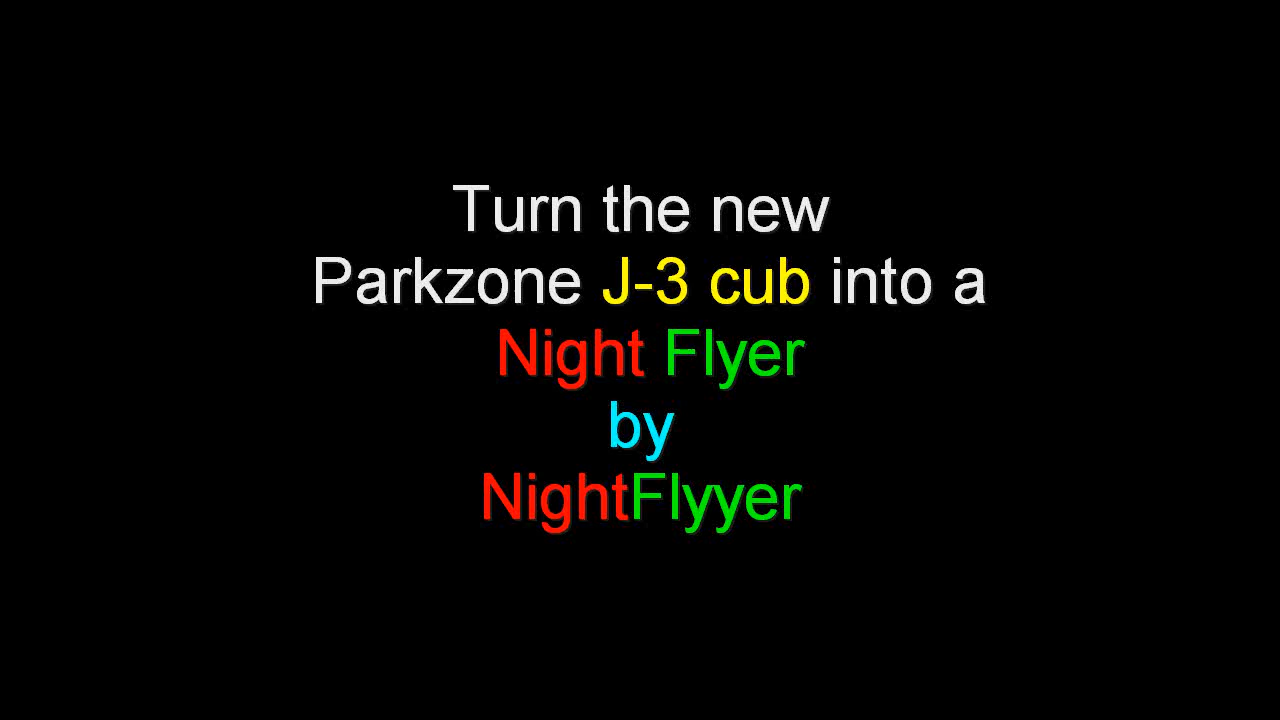 Turn the new
Parkzone J-3 cub into a
Night Flyer
by
NightFlyyer